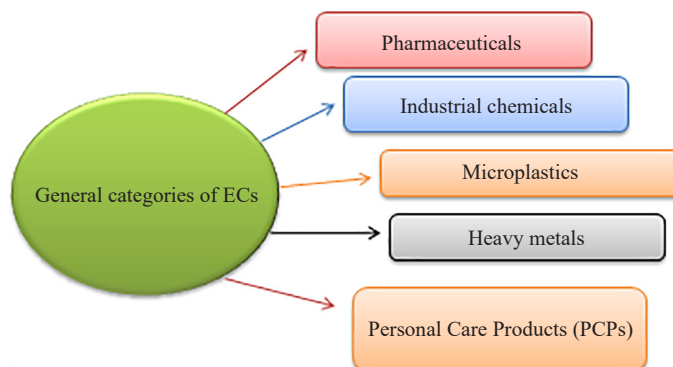 Pharmaceuticals
Industrial chemicals
General categories of ECs
Microplastics
Heavy metals
Personal Care Products (PCPs)